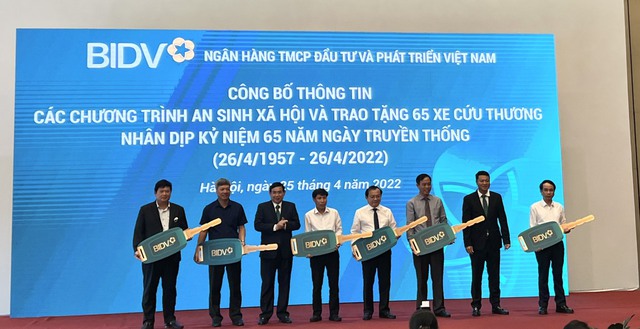 BIDV NGÂN HÀNG TMCP ĐẦU TƯ VÀ PHÁT TRIỂN VIỆT NAM
CÔNG BỐ THÔNG TIN
CÁC CHƯƠNG TRÌNH AN SINH XÃ HỘI VÀ TRAO TẶNG 65 XE CỨU THƯƠNG
NHÂN DỊP KỶ NIỆM 65 NĂM NGÀY TRUYỀN THỐNG
(26/4/1957 - 26/4/2022)
Hà Nội, ngày 25 tháng 4 năm 2022
BIDV
BIDV
BIDV
BIDV
BIDV
BIDV
BIDV